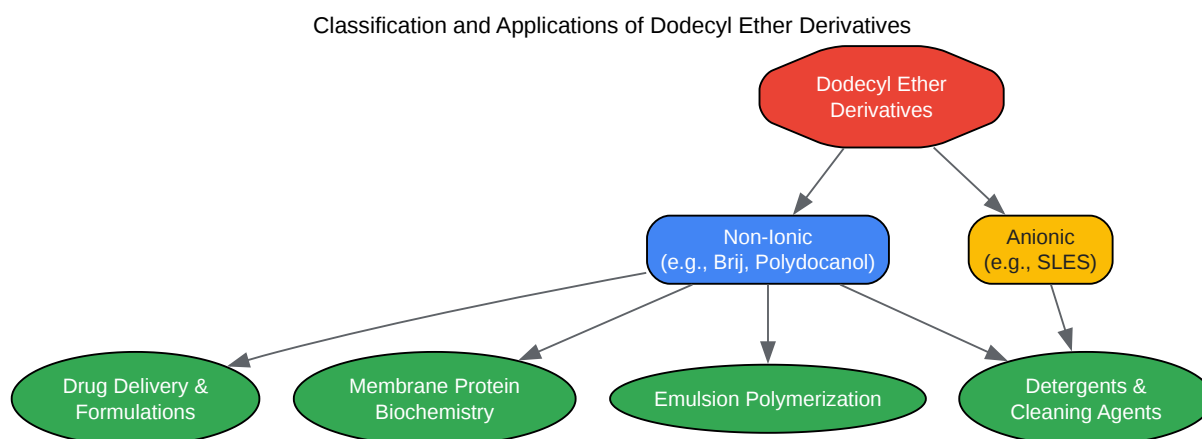 Classification and Applications of Dodecyl Ether Derivatives
Dodecyl Ether
Derivatives
Non-Ionic
(e.g., Brij, Polydocanol)
Anionic
(e.g., SLES)
Drug Delivery &
Formulations
Membrane Protein
Biochemistry
Emulsion Polymerization
Detergents &
Cleaning Agents